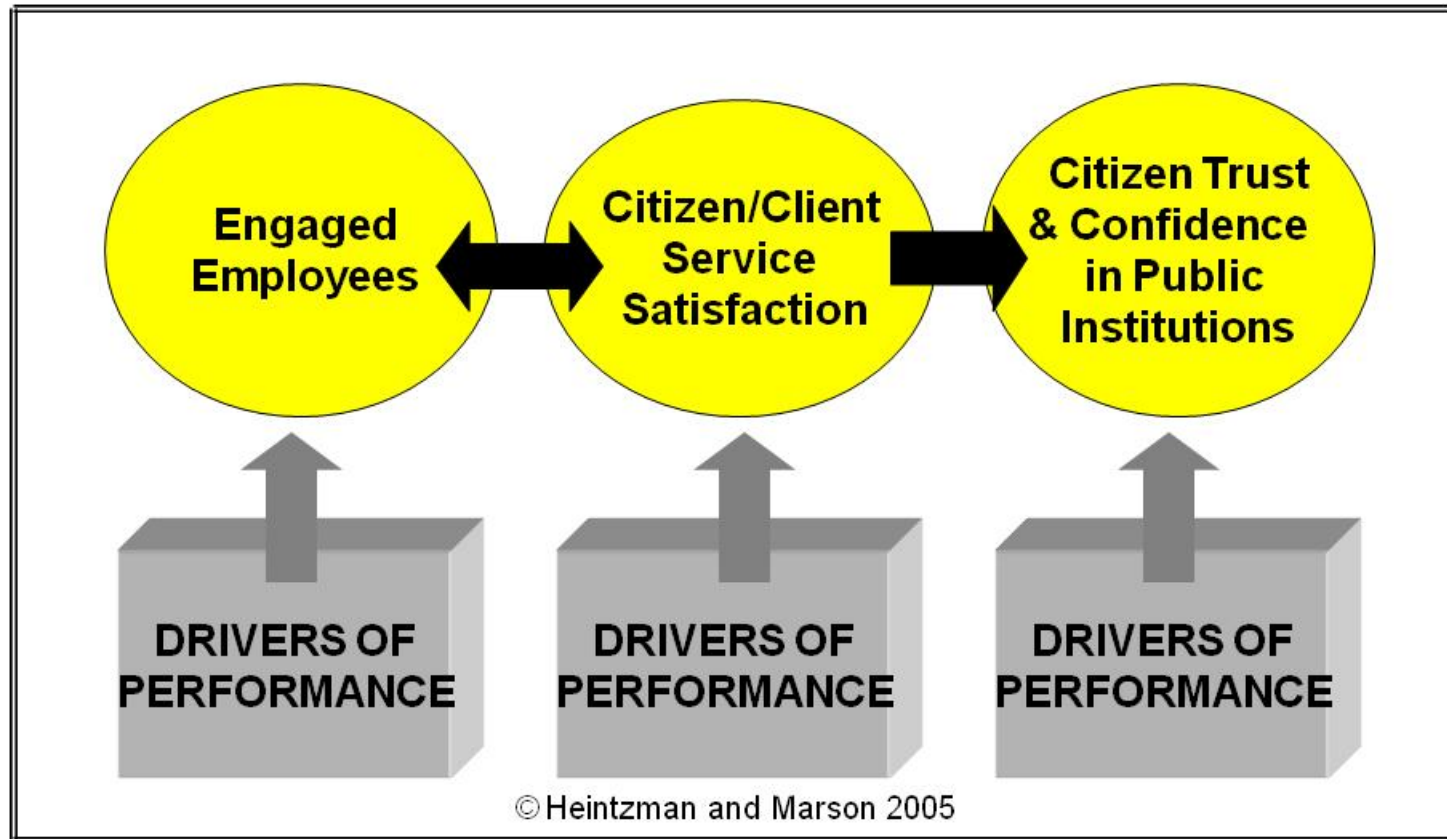 Engaged
Employees
Citizen/Client
Service
Satisfaction
Citizen Trust
& Confidence
in Public
Institutions
DRIVERS OF
PERFORMANCE
DRIVERS OF
PERFORMANCE
DRIVERS OF
PERFORMANCE
© Heintzman and Marson 2005